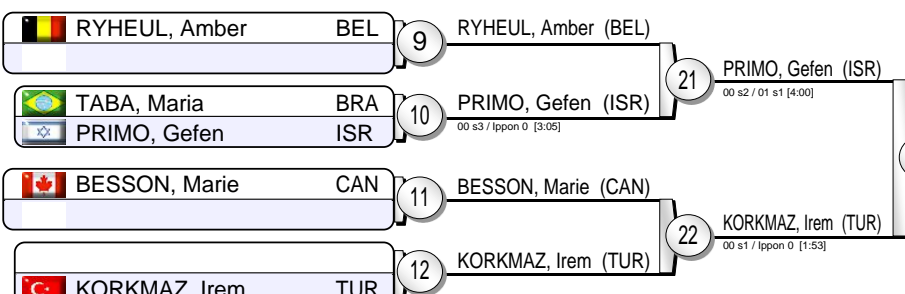 RYHEUL, Amber BEL
9
RYHEUL, Amber (BEL)
21
PRIMO, Gefen (ISR)
00 s2 / 01 s1 [4:00]
TABA, Maria BRA
PRIMO, Gefen ISR
10
PRIMO, Gefen (ISR)
00 s3 / Ippon 0 [3:05]
BESSON, Marie CAN
11
BESSON, Marie (CAN)
22
KORKMAZ, Irem (TUR)
00 s1 / Ippon 0 [1:53]
12
KORKMAZ, Irem (TUR)
KORKMAZ, Irem TUR